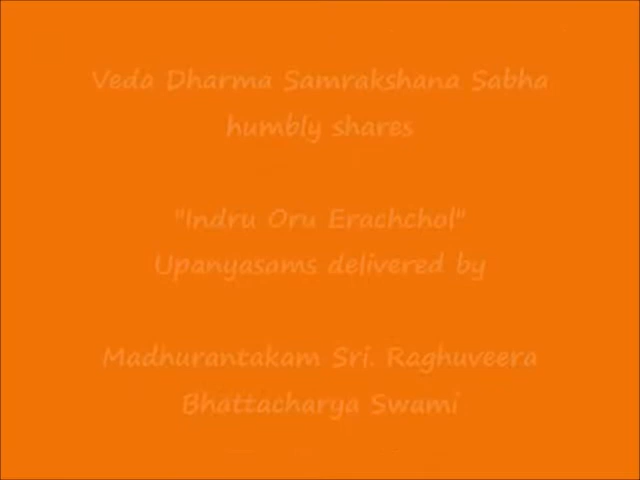 Veda Dharma Samrakshana Sabha
humbly shares
"Indru Oru Erachchol"
Upanyasams delivered by
Madhurantakam Sri. Raghuveera
Bhattacharya Swami